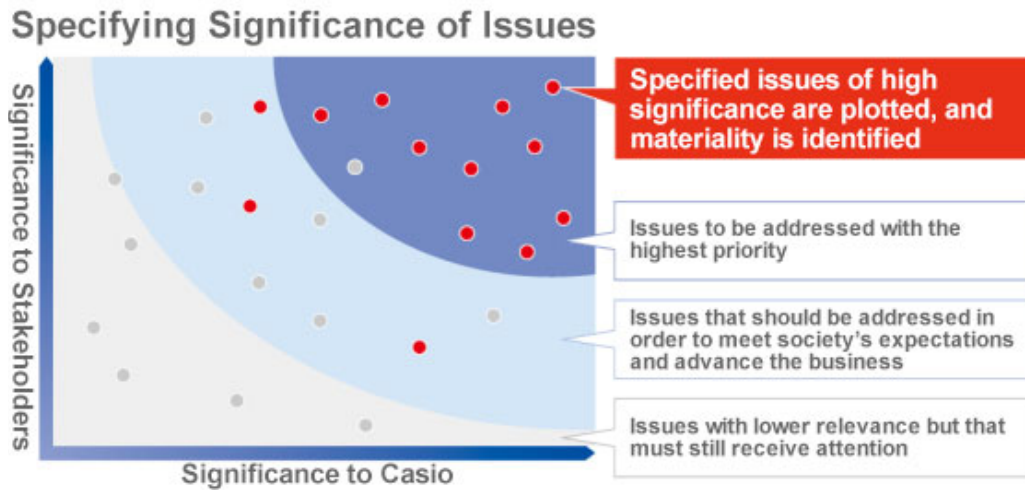 Specifying Significance of Issues
Significance to Stakeholders
Specified issues of high
significance are plotted, and
materiality is identified
Issues to be addressed with the
highest priority
Issues that should be addressed in
order to meet society’s expectations
and advance the business
Issues with lower relevance but that
must still receive attention
Significance to Casio